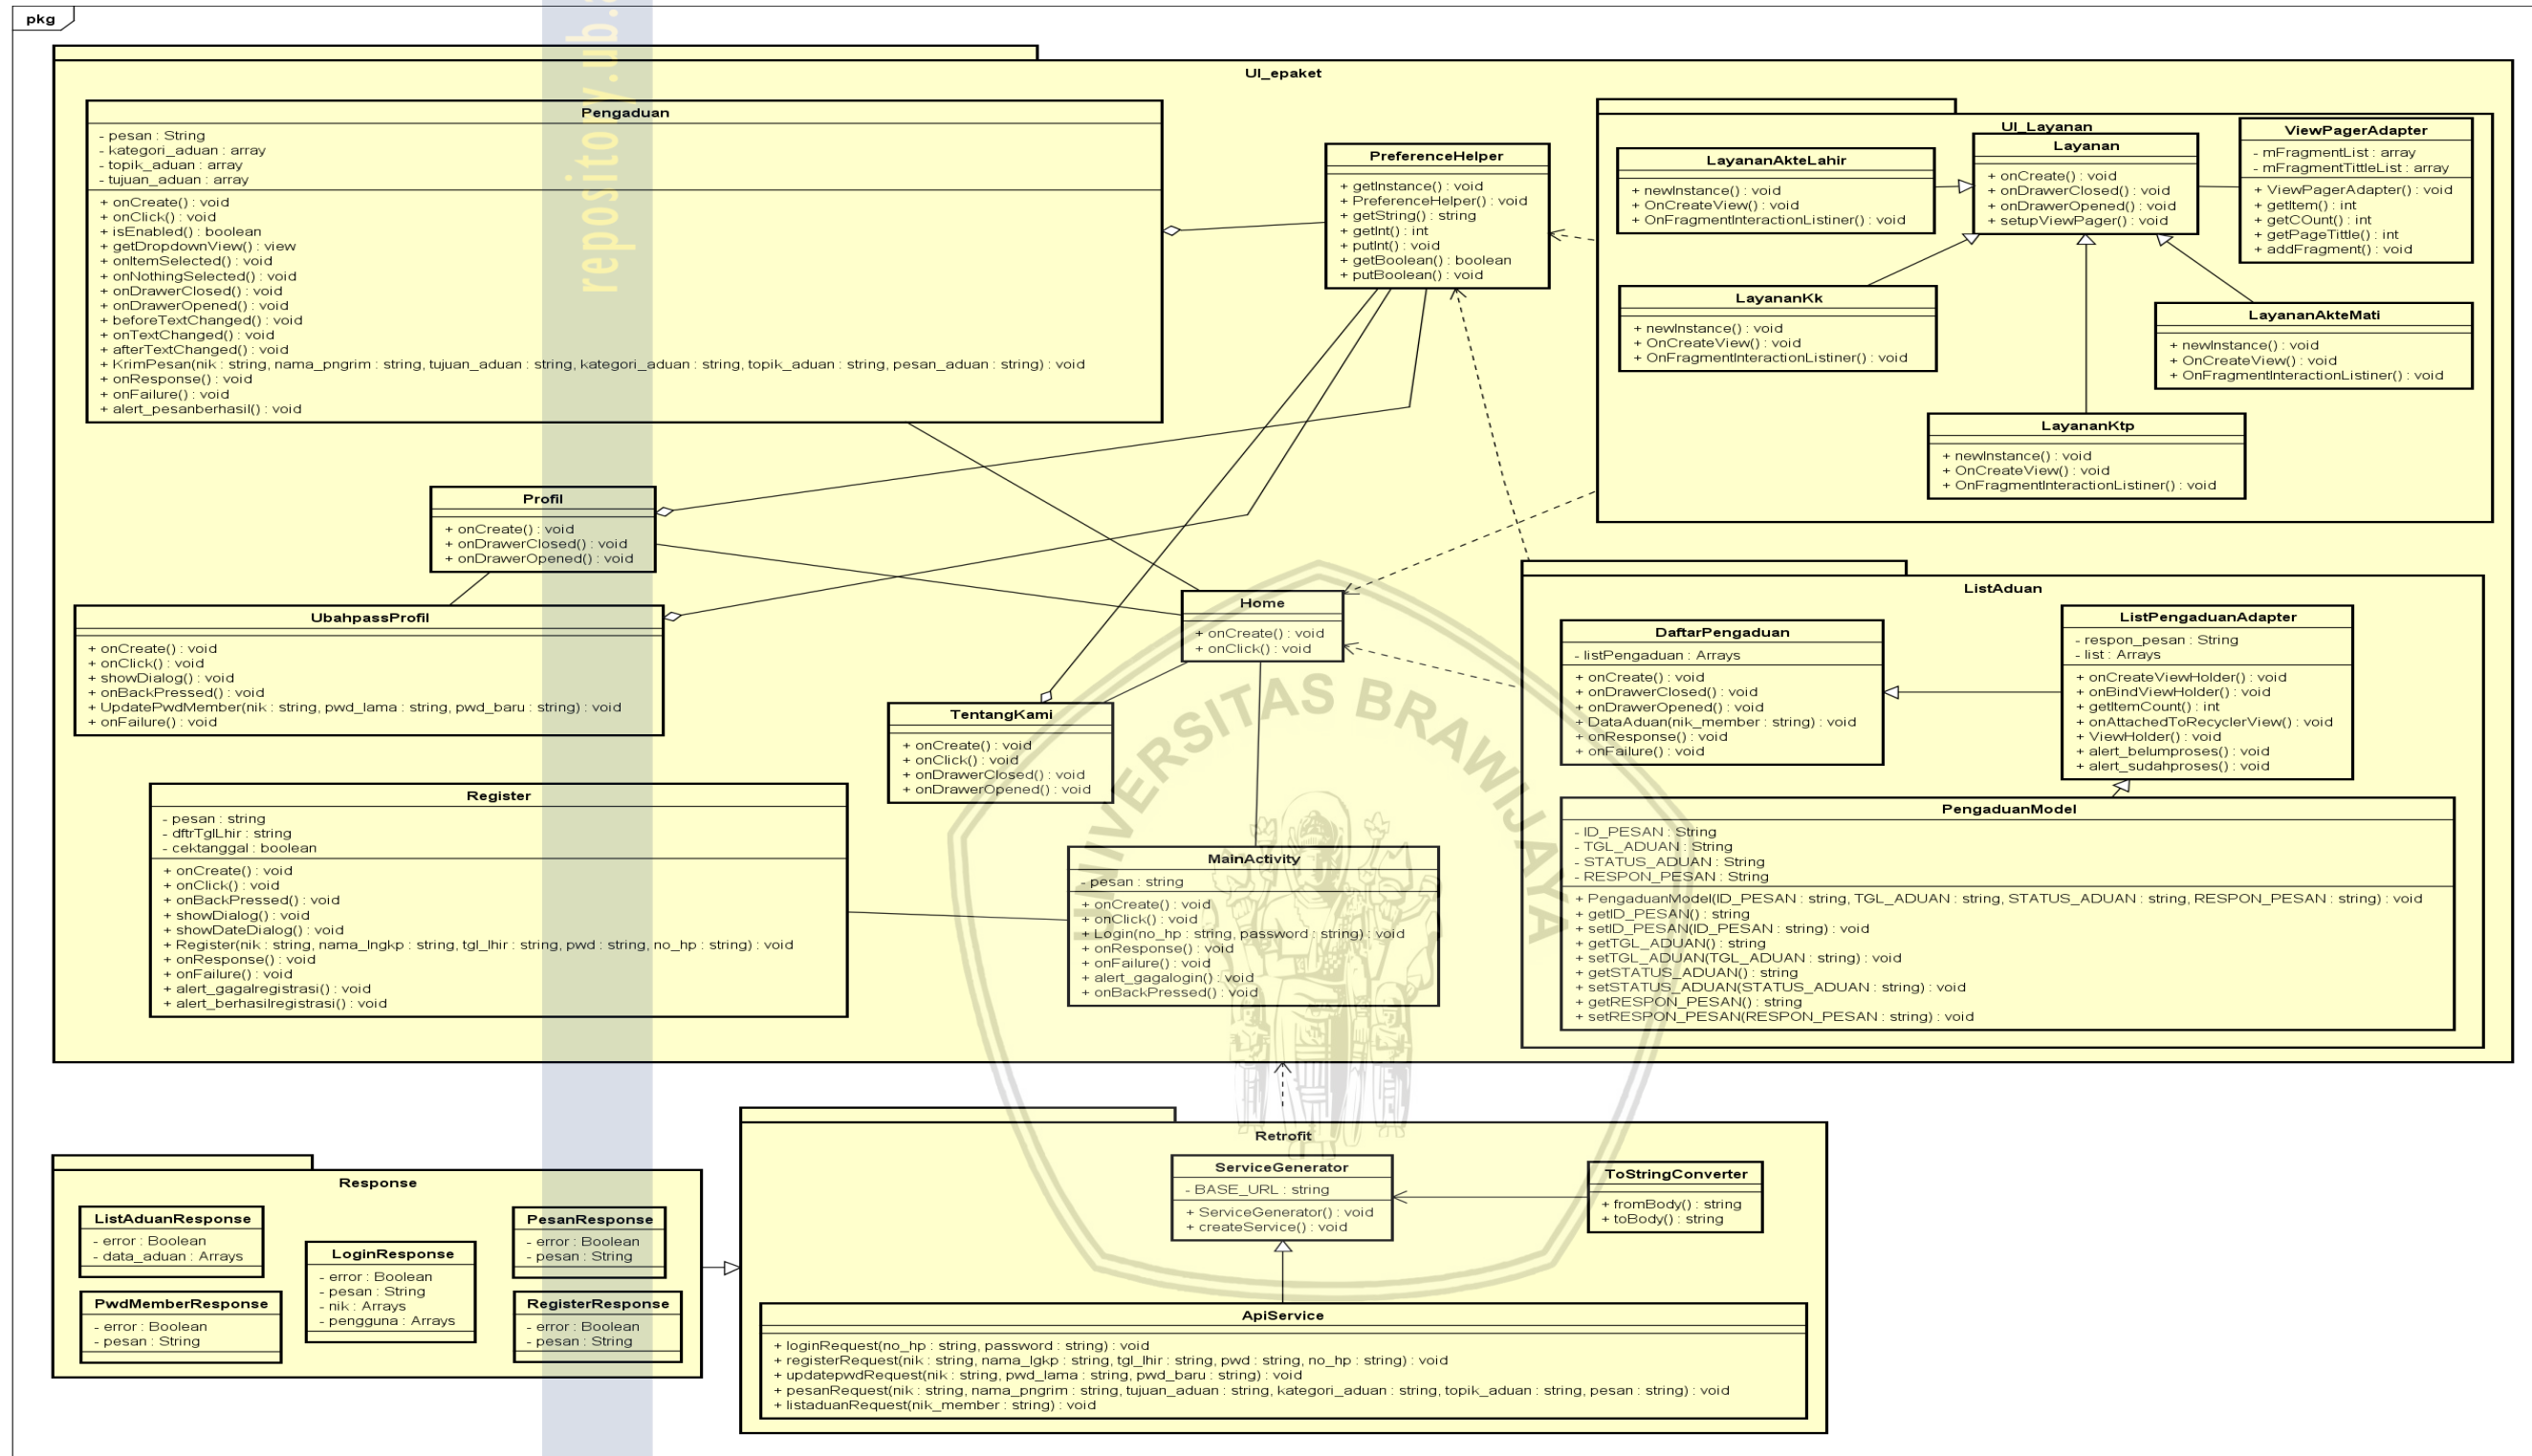 pkg
repository.ub.
UI_epaket
Pengaduan
- pesan : String
- kategori_aduan : array
- topik_aduan : array
- tujuan_aduan : array
+ onCreate() : void
+ onClick() : void
+ isEnabled() : boolean
+ getDropdownView() : view
+ onItemSelected() : void
+ onNothingSelected() : void
+ onDrawerClosed() : void
+ onDrawerOpened() : void
+ beforeTextChanged() : void
+ onTextChanged() : void
+ afterTextChanged() : void
+ KrimPesan(nik : string, nama_pngrim : string, tujuan_aduan : string, kategori_aduan : string, topik_aduan : string, pesan_aduan : string) : void
+ onResponse() : void
+ onFailure() : void
+ alert_pesanberhasil() : void
PreferenceHelper
+ getInstance() : void
+ PreferenceHelper() : void
+ getString() : string
+ getInt() : int
+ putInt() : void
+ getBoolean() : boolean
+ putBoolean() : void
UI_Layanan
LayananAkteLahir
+ newInstance() : void
+ OnCreateView() : void
+ OnFragmentInteractionListiner() : void
Layanan
+ onCreate() : void
+ onDrawerClosed() : void
+ onDrawerOpened() : void
+ setupViewPager() : void
ViewPagerAdapter
- mFragmentList : array
- mFragmentTittleList : array
+ ViewPagerAdapter() : void
+ getItem() : int
+ getCOunt() : int
+ getPageTittle() : int
+ addFragment() : void
LayananKk
+ newInstance() : void
+ OnCreateView() : void
+ OnFragmentInteractionListiner() : void
LayananAkteMati
+ newInstance() : void
+ OnCreateView() : void
+ OnFragmentInteractionListiner() : void
LayananKtp
+ newInstance() : void
+ OnCreateView() : void
+ OnFragmentInteractionListiner() : void
Profil
+ onCreate() : void
+ onDrawerClosed() : void
+ onDrawerOpened() : void
UbahpassProfil
+ onCreate() : void
+ onClick() : void
+ showDialog() : void
+ onBackPressed() : void
+ UpdatePwdMember(nik : string, pwd_lama : string, pwd_baru : string) : void
+ onFailure() : void
Home
+ onCreate() : void
+ onClick() : void
TentangKami
+ onCreate() : void
+ onClick() : void
+ onDrawerClosed() : void
+ onDrawerOpened() : void
ListAduan
DaftarPengaduan
- listPengaduan : Arrays
+ onCreate() : void
+ onDrawerClosed() : void
+ onDrawerOpened() : void
+ DataAduan(nik_member : string) : void
+ onResponse() : void
+ onFailure() : void
ListPengaduanAdapter
- respon_pesan : String
- list : Arrays
+ onCreateViewHolder() : void
+ onBindViewHolder() : void
+ getItemCount() : int
+ onAttachedToRecyclerView() : void
+ ViewHolder() : void
+ alert_belumproses() : void
+ alert_sudahproses() : void
PengaduanModel
- ID_PESAN : String
- TGL_ADUAN : String
- STATUS_ADUAN : String
- RESPON_PESAN : String
+ PengaduanModel(ID_PESAN : string, TGL_ADUAN : string, STATUS_ADUAN : string, RESPON_PESAN : string) : void
+ getID_PESAN() : string
+ setID_PESAN(ID_PESAN : string) : void
+ getTGL_ADUAN() : string
+ setTGL_ADUAN(TGL_ADUAN : string) : void
+ getSTATUS_ADUAN() : string
+ setSTATUS_ADUAN(STATUS_ADUAN : string) : void
+ getRESPON_PESAN() : string
+ setRESPON_PESAN(RESPON_PESAN : string) : void
Register
- pesan : string
- dftrTglLhir : string
- cektanggal : boolean
+ onCreate() : void
+ onClick() : void
+ onBackPressed() : void
+ showDialog() : void
+ showDateDialog() : void
+ Register(nik : string, nama_lngkp : string, tgl_lhir : string, pwd : string, no_hp : string) : void
+ onResponse() : void
+ onFailure() : void
+ alert_gagalregistrasi() : void
+ alert_berhasilregistrasi() : void
MainActivity
- pesan : string
+ onCreate() : void
+ onClick() : void
+ Login(no_hp : string, password : string) : void
+ onResponse() : void
+ onFailure() : void
+ alert_gagalogin() : void
+ onBackPressed() : void
UNIVERSITAS BRAWIJAYA
Response
ListAduanResponse
- error : Boolean
- data_aduan : Arrays
PwdMemberResponse
- error : Boolean
- pesan : String
LoginResponse
- error : Boolean
- pesan : String
- nik : Arrays
- pengguna : Arrays
PesanResponse
- error : Boolean
- pesan : String
RegisterResponse
- error : Boolean
- pesan : String
Retrofit
ServiceGenerator
- BASE_URL : string
+ ServiceGenerator() : void
+ createService() : void
ToStringConverter
+ fromBody() : string
+ toBody() : string
ApiService
+ loginRequest(no_hp : string, password : string) : void
+ registerRequest(nik : string, nama_lgkp : string, tgl_lhir : string, pwd : string, no_hp : string) : void
+ updatepwdRequest(nik : string, pwd_lama : string, pwd_baru : string) : void
+ pesanRequest(nik : string, nama_pngrim : string, tujuan_aduan : string, kategori_aduan : string, topik_aduan : string, pesan : string) : void
+ listaduanRequest(nik_member : string) : void